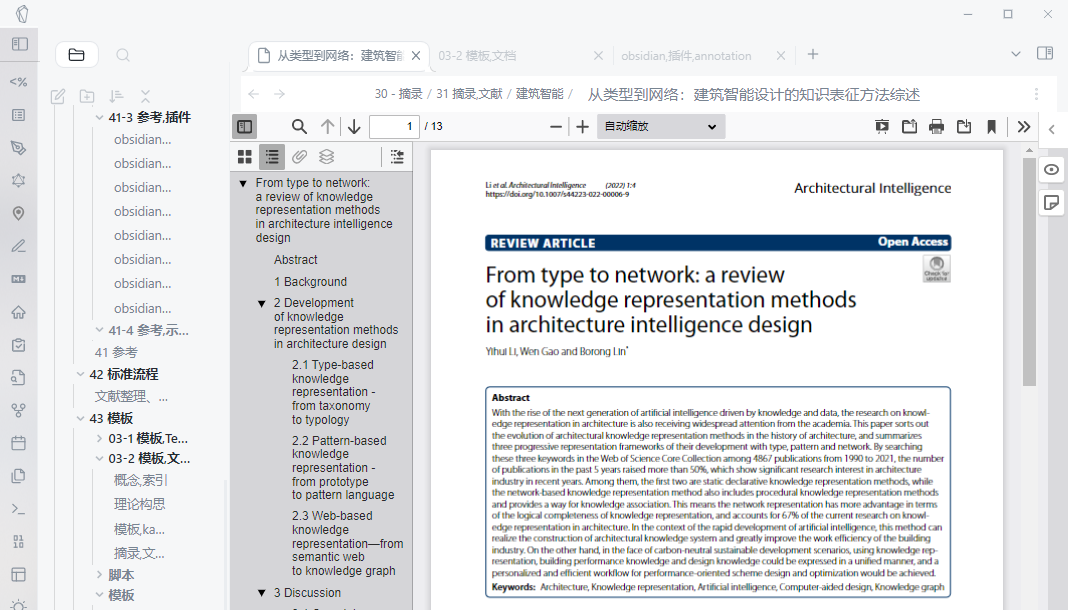 从类型到网络：建筑智能
03-2 模板,文档
obsidian,插件,annotation
30 - 摘录 / 31 摘录,文献 / 建筑智能 / 从类型到网络：建筑智能设计的知识表征方法综述
41-3 参考,插件
obsidian...
obsidian...
obsidian...
obsidian...
obsidian...
obsidian...
obsidian...
obsidian...
41-4 参考,示...
41 参考
42 标准流程
文献整理、...
43 模板
03-1 模板,Te...
03-2 模板,文...
概念,索引
理论构思
模板,ka...
摘录,文...
脚本
模板
1 / 13
自动缩放
From type to network:
a review of knowledge
representation methods
in architecture intelligence
design
Abstract
1 Background
2 Development
of knowledge
representation methods
in architecture design
2.1 Type-based
knowledge
representation -
from taxonomy
to typology
2.2 Pattern-based
knowledge
representation -
from prototype
to pattern language
2.3 Web-based
knowledge
representation—from
semantic web
to knowledge graph
3 Discussion
Li et al. Architectural Intelligence (2022) 1:4
https://doi.org/10.1007/s44223-022-00006-9
Architectural Intelligence
REVIEW ARTICLE
Open Access
Check for
updates
From type to network: a review
of knowledge representation methods
in architecture intelligence design
Yihui Li, Wen Gao and Borong Lin*
Abstract
With the rise of the next generation of artificial intelligence driven by knowledge and data, the research on knowl-
edge representation in architecture is also receiving widespread attention from the academia. This paper sorts out
the evolution of architectural knowledge representation methods in the history of architecture, and summarizes
three progressive representation frameworks of their development with type, pattern and network. By searching
these three keywords in the Web of Science Core Collection among 4867 publications from 1990 to 2021, the number
of publications in the past 5 years raised more than 50%, which show significant research interest in architecture
industry in recent years. Among them, the first two are static declarative knowledge representation methods, while
the network-based knowledge representation method also includes procedural knowledge representation methods
and provides a way for knowledge association. This means the network representation has more advantage in terms
of the logical completeness of knowledge representation, and accounts for 67% of the current research on knowl-
edge representation in architecture. In the context of the rapid development of artificial intelligence, this method can
realize the construction of architectural knowledge system and greatly improve the work efficiency of the building
industry. On the other hand, in the face of carbon-neutral sustainable development scenarios, using knowledge rep-
resentation, building performance knowledge and design knowledge could be expressed in a unified manner, and a
personalized and efficient workflow for performance-oriented scheme design and optimization would be achieved.
Keywords: Architecture, Knowledge representation, Artificial intelligence, Computer-aided design, Knowledge graph